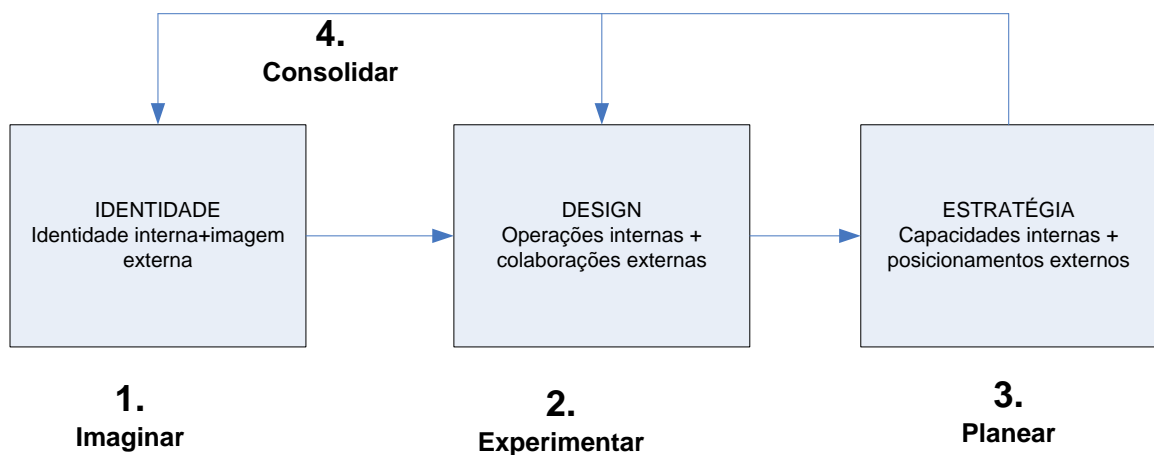 4.
Consolidar
IDENTIDADE
Identidade interna+imagem
externa
DESIGN
Operações internas +
colaborações externas
ESTRATÉGIA
Capacidades internas +
posicionamentos externos
1.
Imaginar
2.
Experimentar
3.
Planear